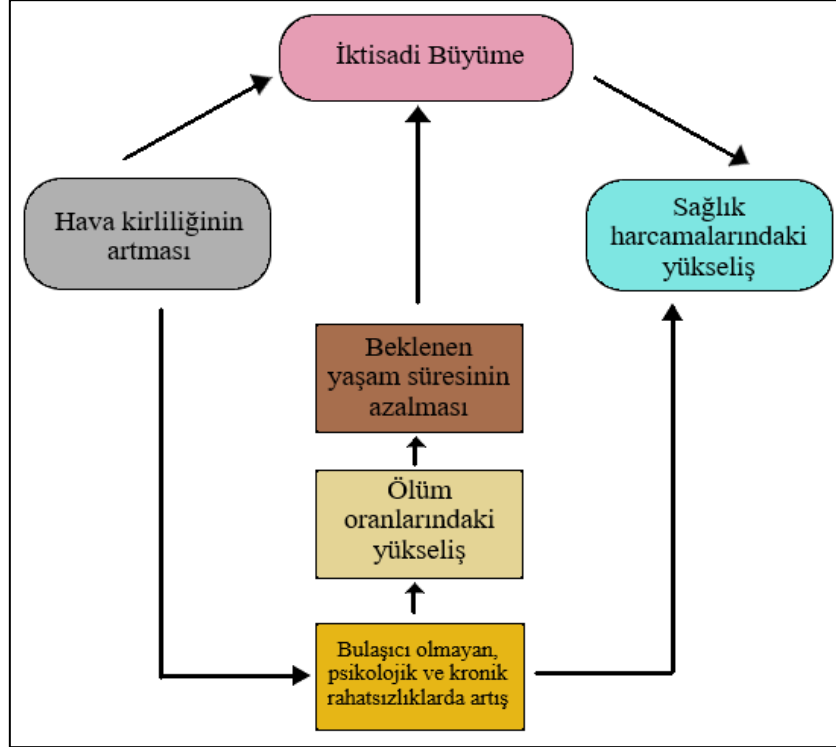 İktisadi Büyüme
Hava kirliliğinin
artması
Sağlık
harcamalarındaki
yükseliş
Beklenen
yaşam süresinin
azalması
Ölüm
oranlarındaki
yükseliş
Bulaşıcı olmayan,
psikolojik ve kronik
rahatsızlıklarda artış